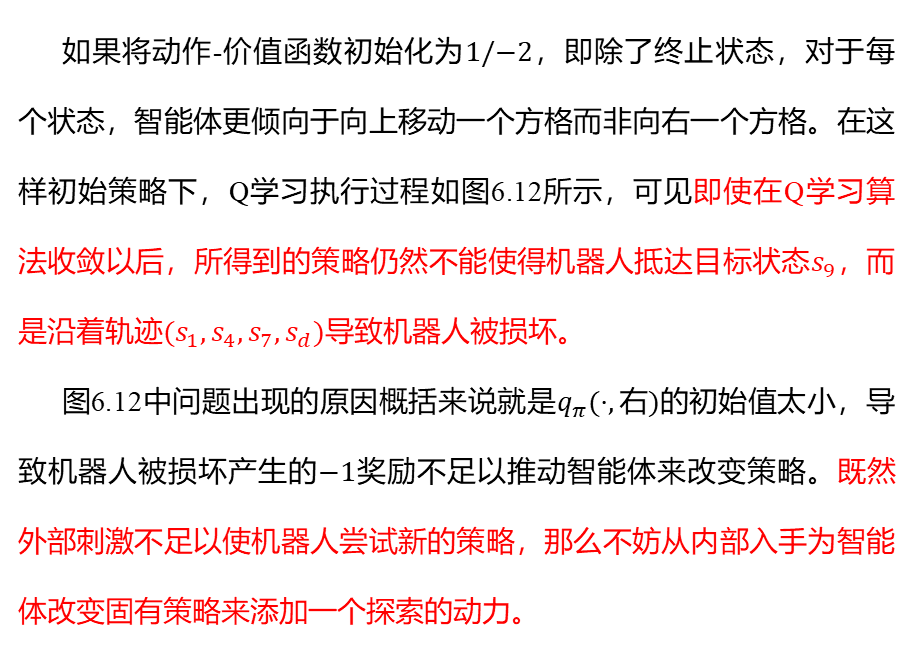 如果将动作-价值函数初始化为1/−2，即除了终止状态，对于每
个状态，智能体更倾向于向上移动一个方格而非向右一个方格。在这
样初始策略下，Q学习执行过程如图6.12所示，可见即使在Q学习算
法收敛以后，所得到的策略仍然不能使得机器人抵达目标状态s₉，而
是沿着轨迹(s₁, s₄, s₇, s_d)导致机器人被损坏。
图6.12中问题出现的原因概括来说就是q_π(·,右)的初始值太小，导
致机器人被损坏产生的−1奖励不足以推动智能体来改变策略。既然
外部刺激不足以使机器人尝试新的策略，那么不妨从内部入手为智能
体改变固有策略来添加一个探索的动力。